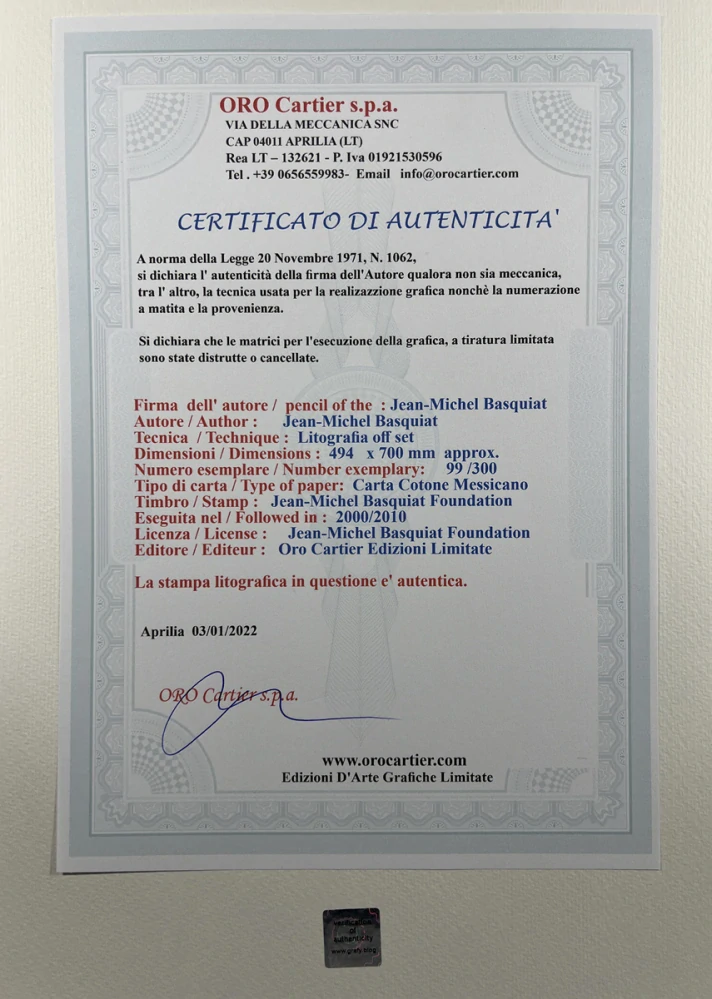 ORO Cartier s.p.a.
VIA DELLA MECCANICA SNC
CAP 04011 APRILIA (LT)
Rea LT – 132621 - P. Iva 01921530596
Tel . +39 0656559983- Email info@orocartier.com
CERTIFICATO DI AUTENTICITA'
A norma della Legge 20 Novembre 1971, N. 1062,
si dichiara l' autenticità della firma dell'Autore qualora non sia meccanica,
tra l' altro, la tecnica usata per la realizazzione grafica nonchè la numerazione
a matita e la provenienza.
Si dichiara che le matrici per l'esecuzione della grafica, a tiratura limitata
sono state distrutte o cancellate.
Firma dell' autore / pencil of the : Jean-Michel Basquiat
Autore / Author : Jean-Michel Basquiat
Tecnica / Technique : Litografia off set
Dimensioni / Dimensions : 494 x 700 mm approx.
Numero esemplare / Number exemplary: 99 /300
Tipo di carta / Type of paper: Carta Cotone Messicano
Timbro / Stamp : Jean-Michel Basquiat Foundation
Eseguita nel / Followed in : 2000/2010
Licenza / License : Jean-Michel Basquiat Foundation
Editore / Editeur : Oro Cartier Edizioni Limitate
La stampa litografica in questione e' autentica.
Aprilia 03/01/2022
ORO Cartier s.p.a.
www.orocartier.com
Edizioni D'Arte Grafiche Limitate
verification
of
authenticity